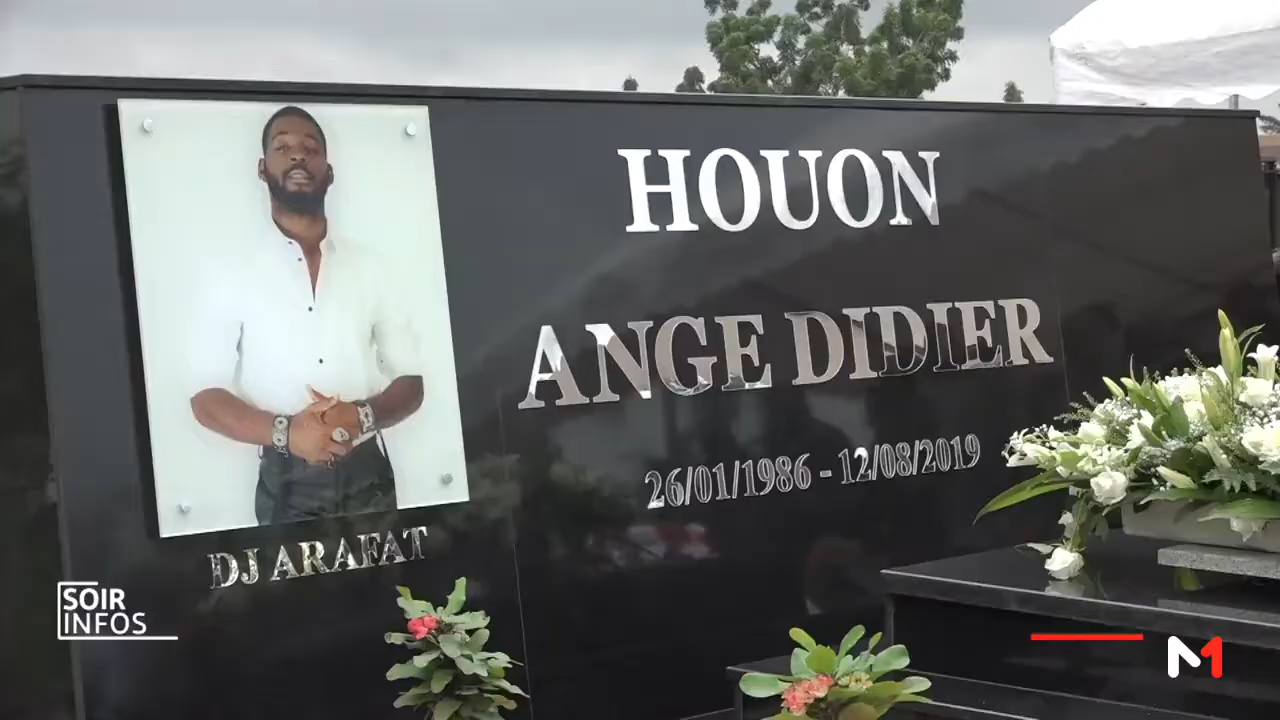 HOUON
ANGE DIDIER
26/01/1986 - 12/08/2019
DJ ARAFAT
SOIR
INFOS
M1